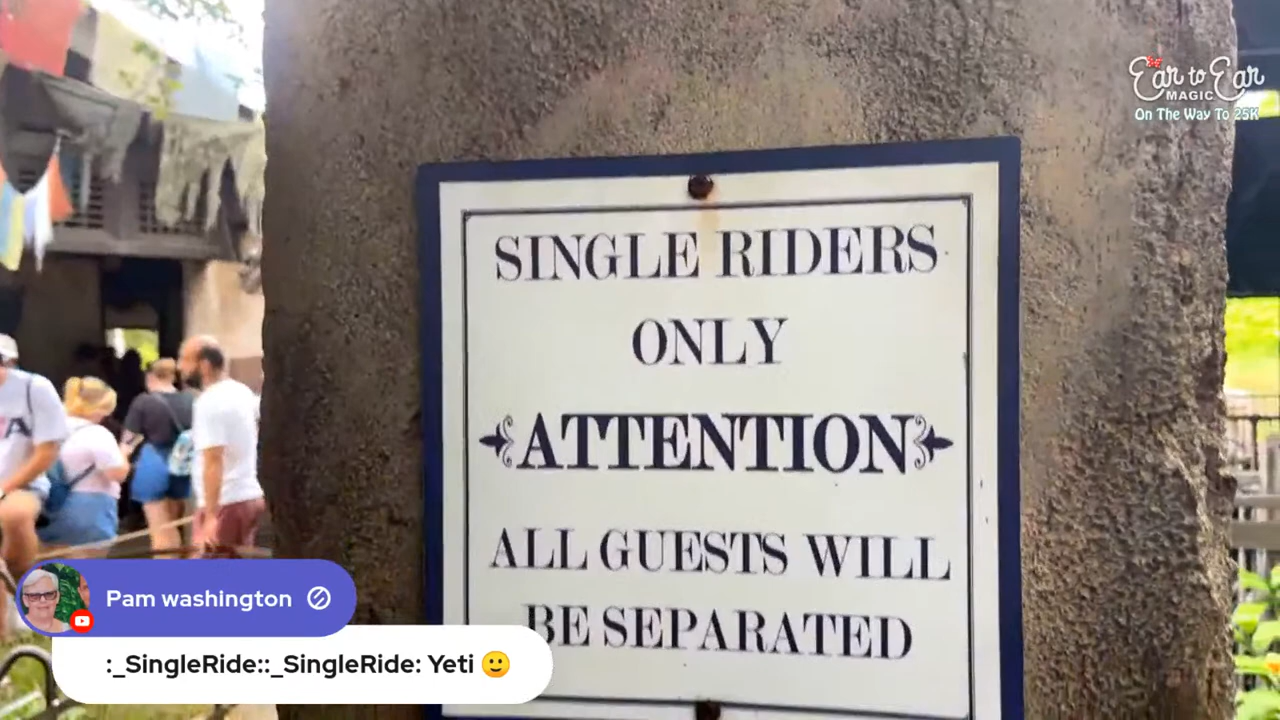 Ear to Ear
MAGIC
On The Way To 25K
SINGLE RIDERS
ONLY
ATTENTION
ALL GUESTS WILL
BE SEPARATED
A
Pam washington
:_SingleRide::_SingleRide: Yeti 🙂